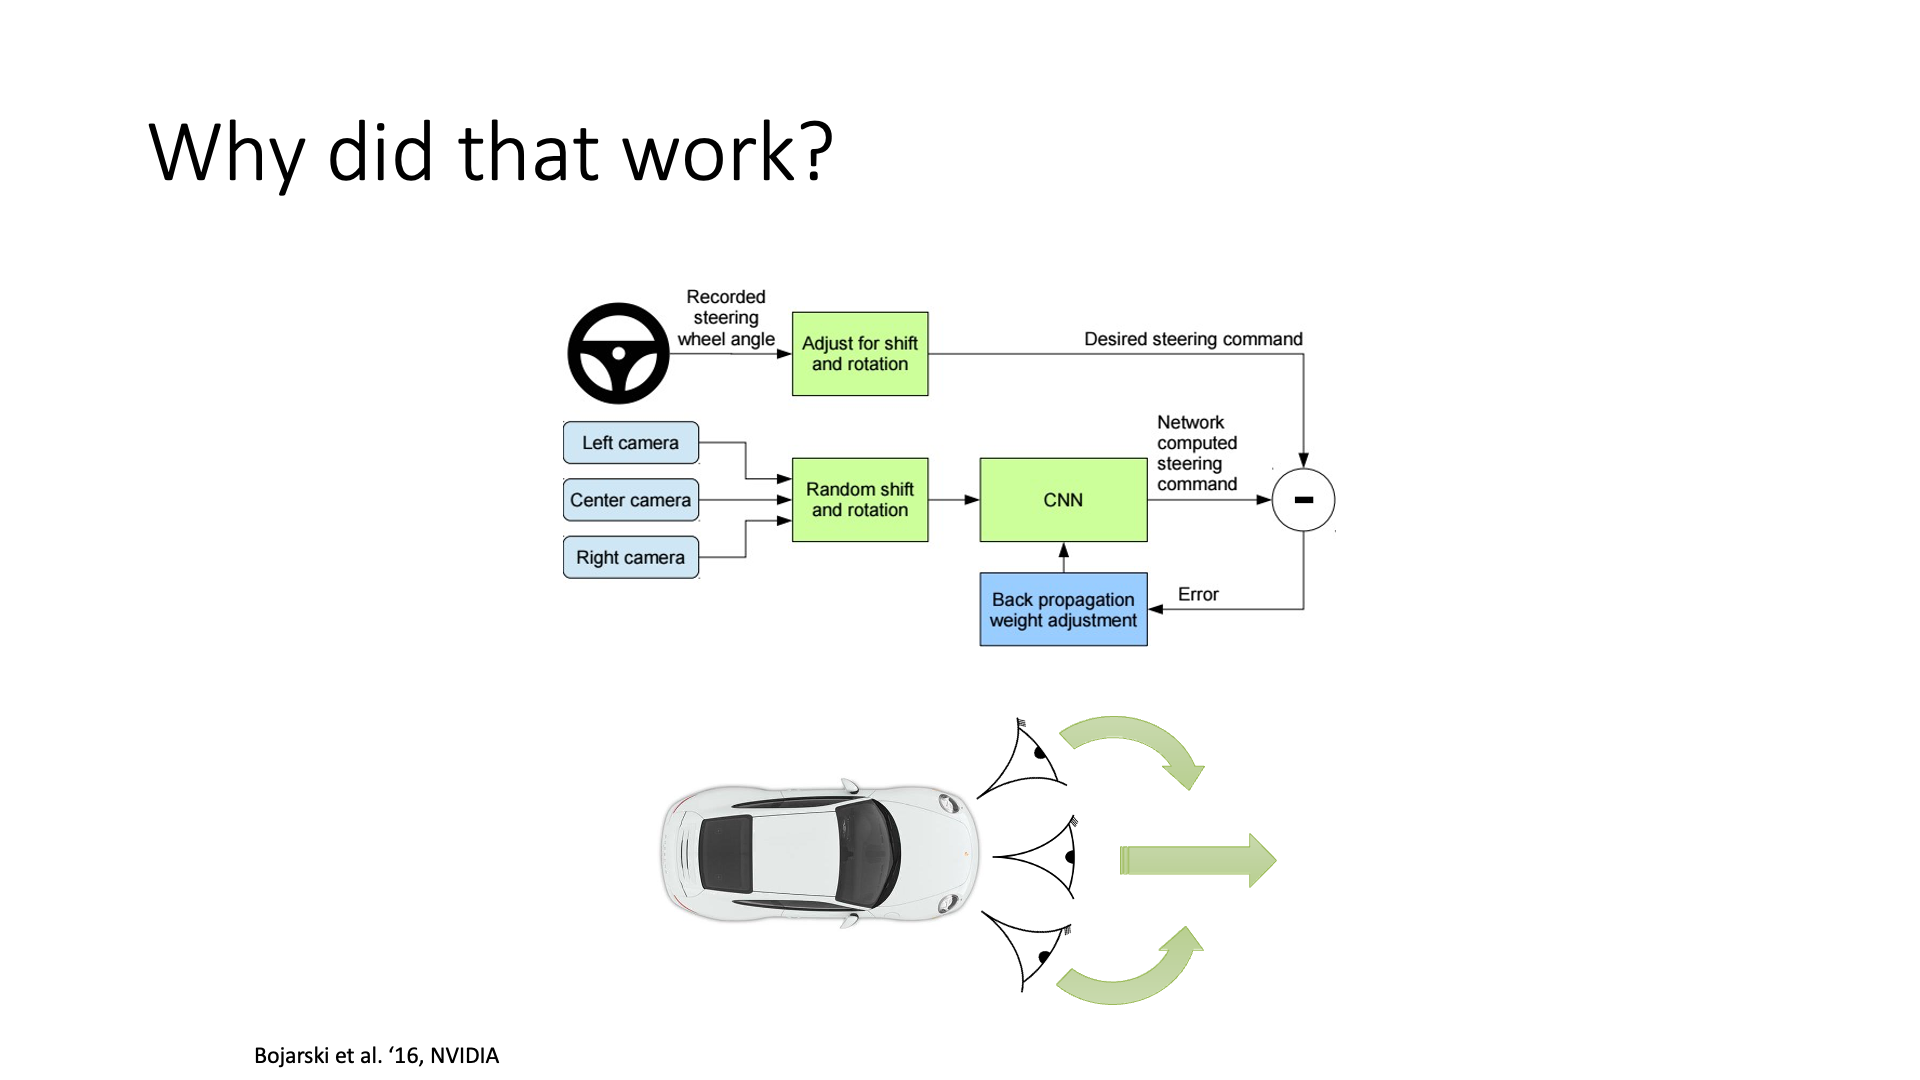 Why did that work?
Recorded
steering
wheel angle
Adjust for shift
and rotation
Desired steering command
Left camera
Center camera
Right camera
Random shift
and rotation
CNN
Network
computed
steering
command
-
Back propagation
weight adjustment
Error
Bojarski et al. ‘16, NVIDIA